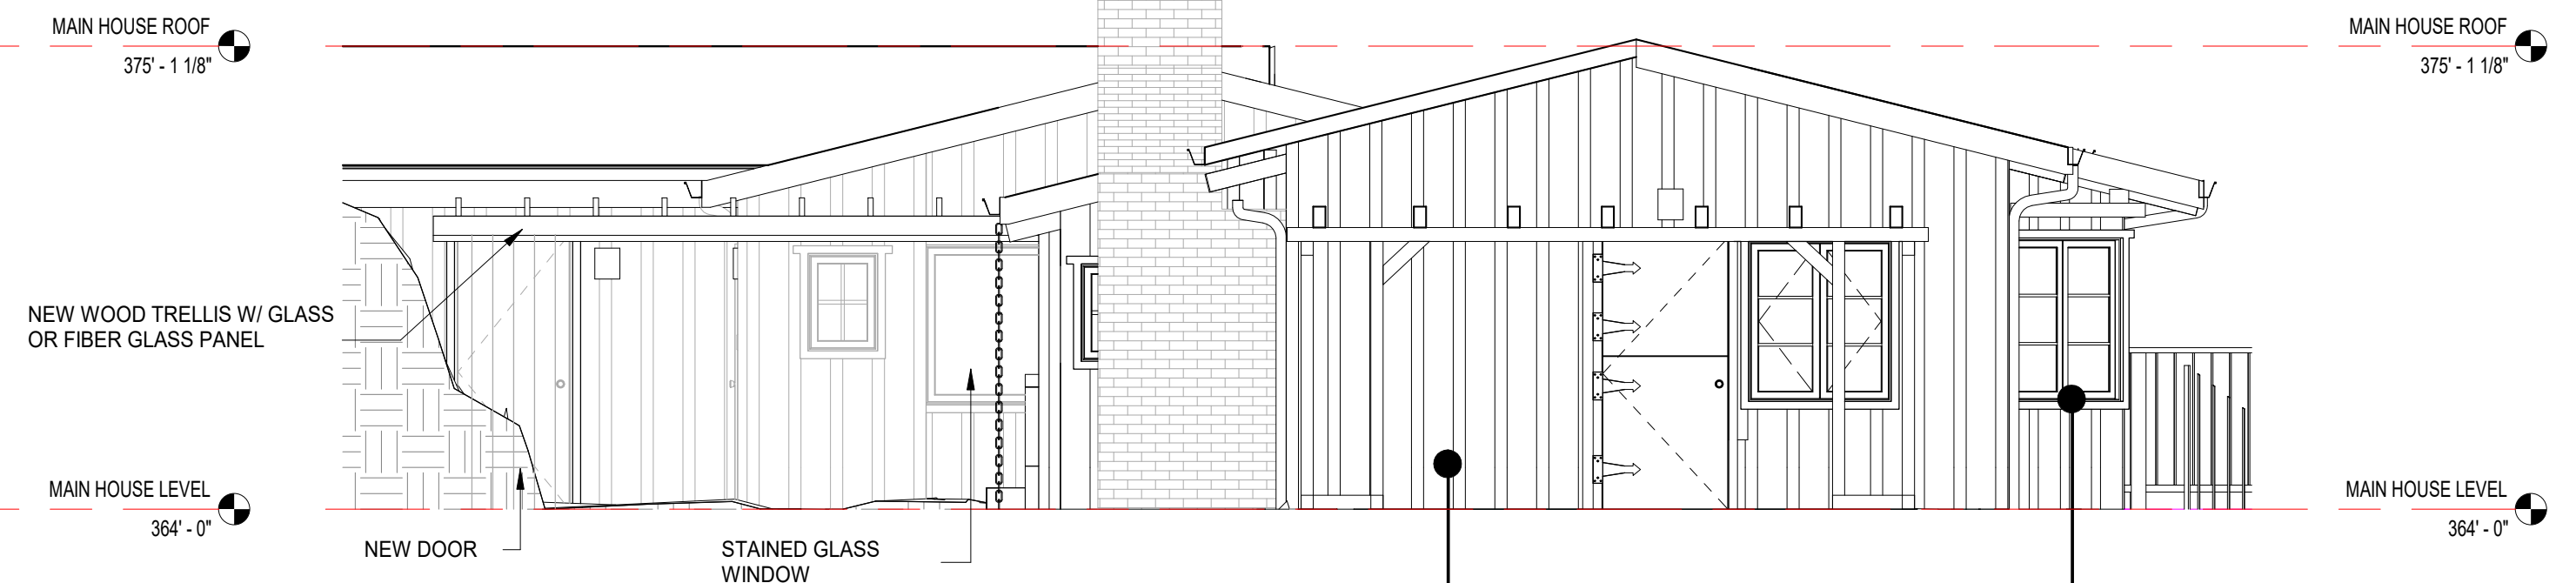 MAIN HOUSE ROOF
375' - 1 1/8"
MAIN HOUSE ROOF
375' - 1 1/8"
NEW WOOD TRELLIS W/ GLASS
OR FIBER GLASS PANEL
MAIN HOUSE LEVEL
364' - 0"
MAIN HOUSE LEVEL
364' - 0"
NEW DOOR
STAINED GLASS
WINDOW